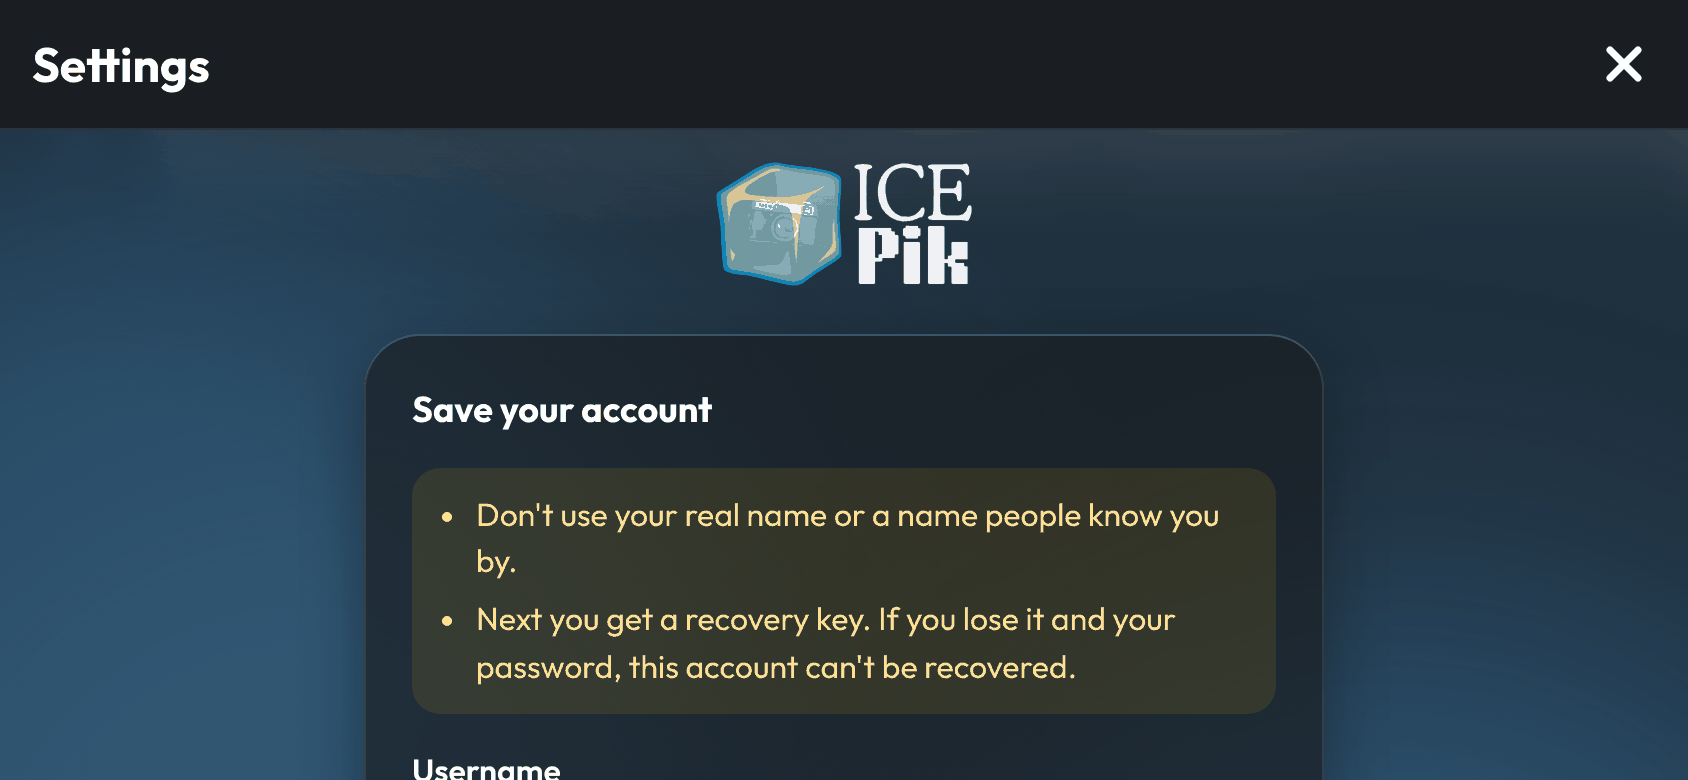 Settings
ICE
Pik
Save your account
• Don't use your real name or a name people know you
by.
• Next you get a recovery key. If you lose it and your
password, this account can't be recovered.
Username